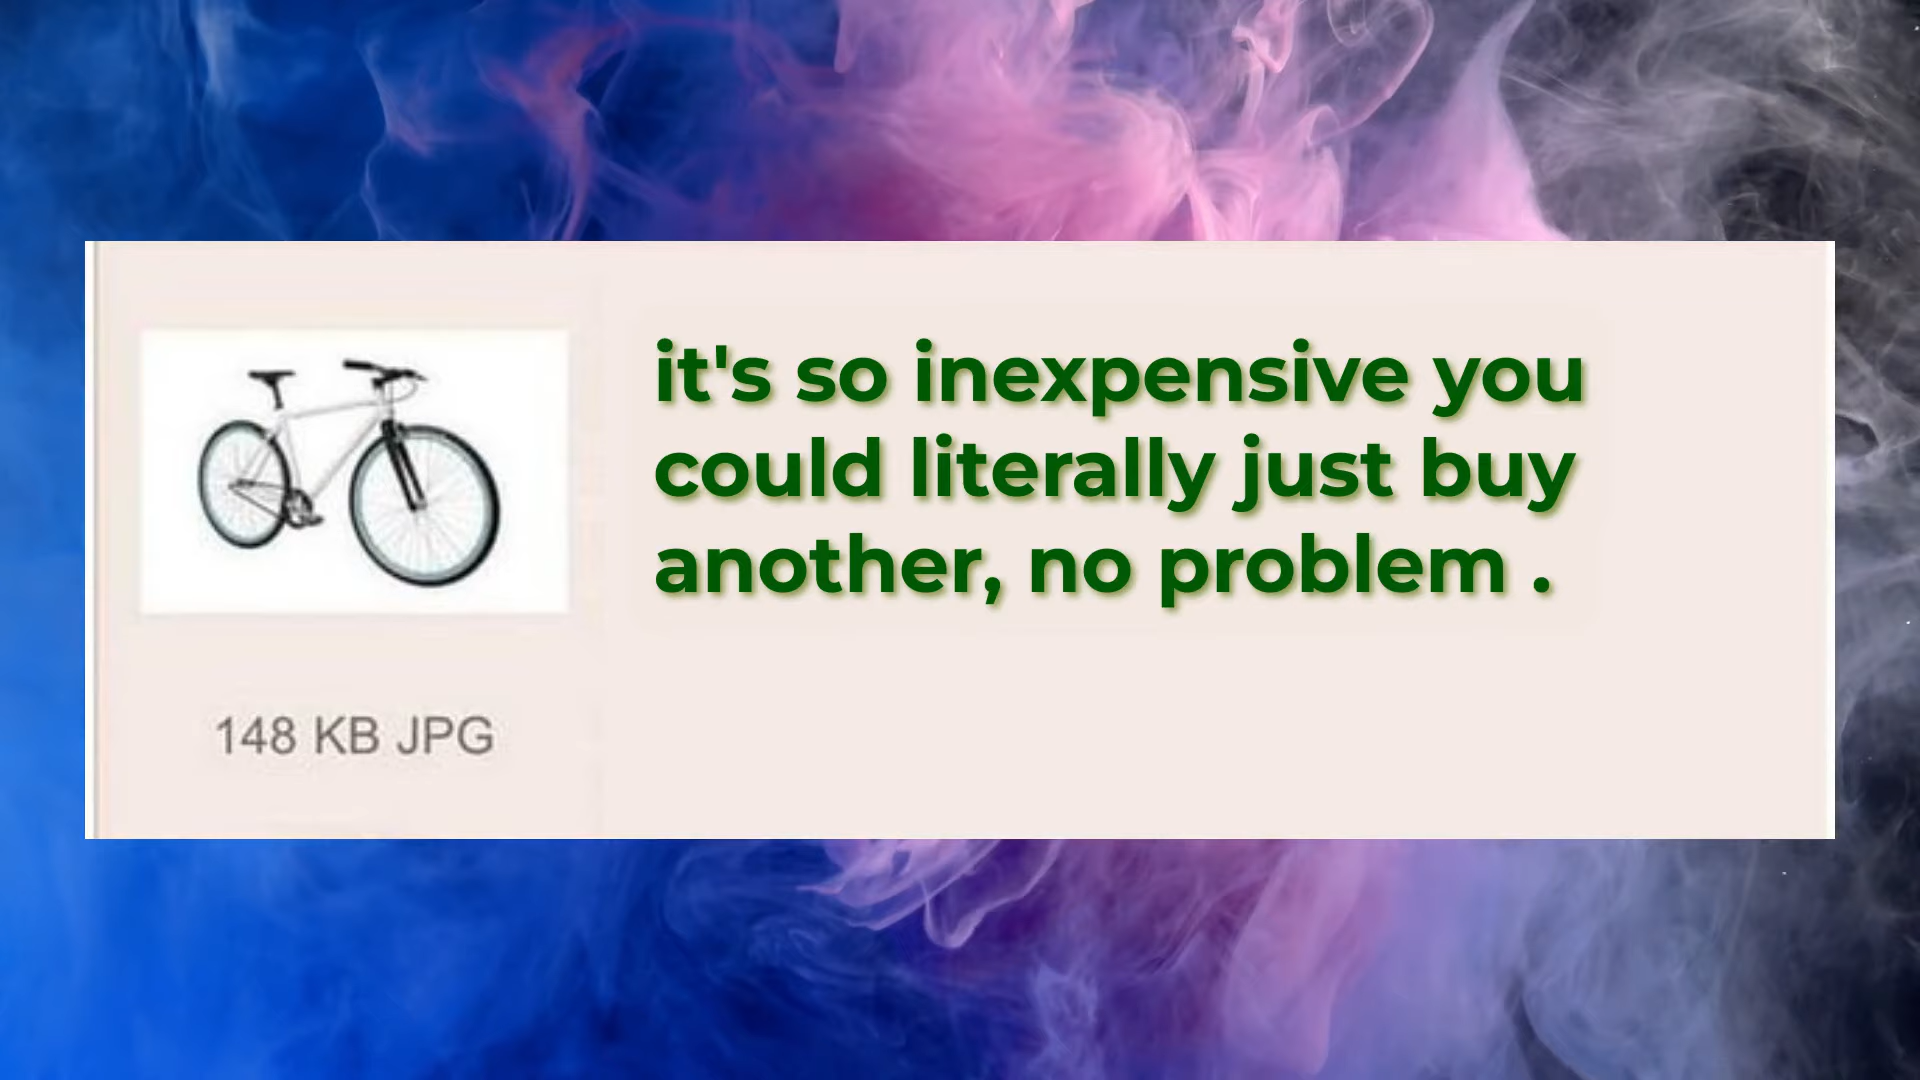 it's so inexpensive you
could literally just buy
another, no problem .
148 KB JPG